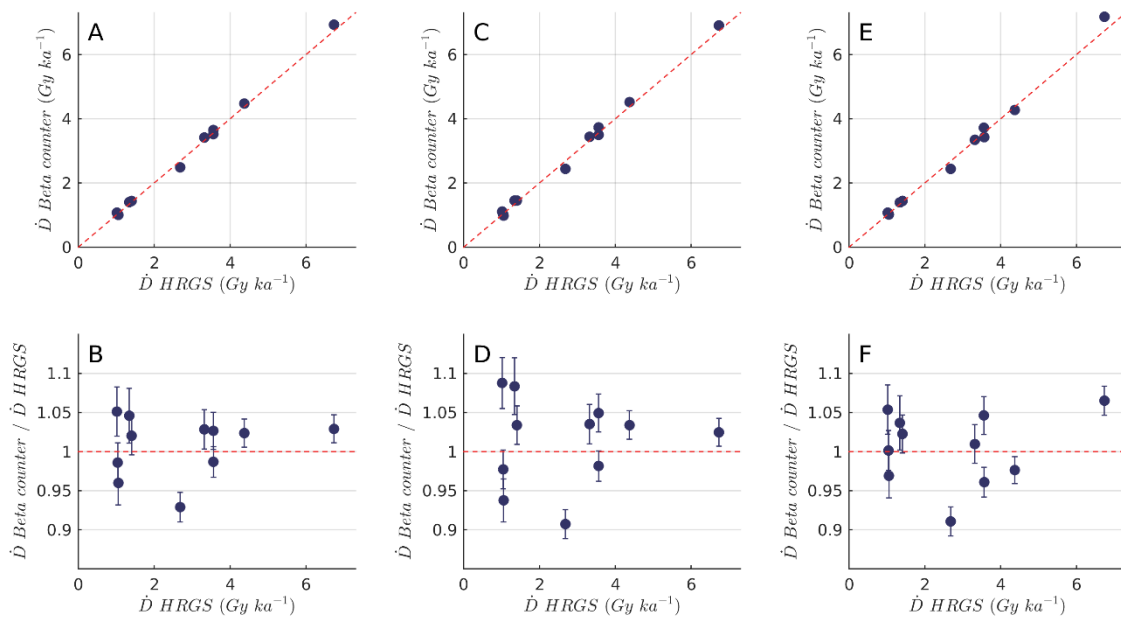 A
Ḋ Beta counter (Gy ka⁻¹)
6
4
2
0
0 2 4 6
Ḋ HRGS (Gy ka⁻¹)
C
Ḋ Beta counter (Gy ka⁻¹)
6
4
2
0
0 2 4 6
Ḋ HRGS (Gy ka⁻¹)
E
Ḋ Beta counter (Gy ka⁻¹)
6
4
2
0
0 2 4 6
Ḋ HRGS (Gy ka⁻¹)
B
Ḋ Beta counter / Ḋ HRGS
1.1
1.05
1
0.95
0.9
0 2 4 6
Ḋ HRGS (Gy ka⁻¹)
D
Ḋ Beta counter / Ḋ HRGS
1.1
1.05
1
0.95
0.9
0 2 4 6
Ḋ HRGS (Gy ka⁻¹)
F
Ḋ Beta counter / Ḋ HRGS
1.1
1.05
1
0.95
0.9
0 2 4 6
Ḋ HRGS (Gy ka⁻¹)